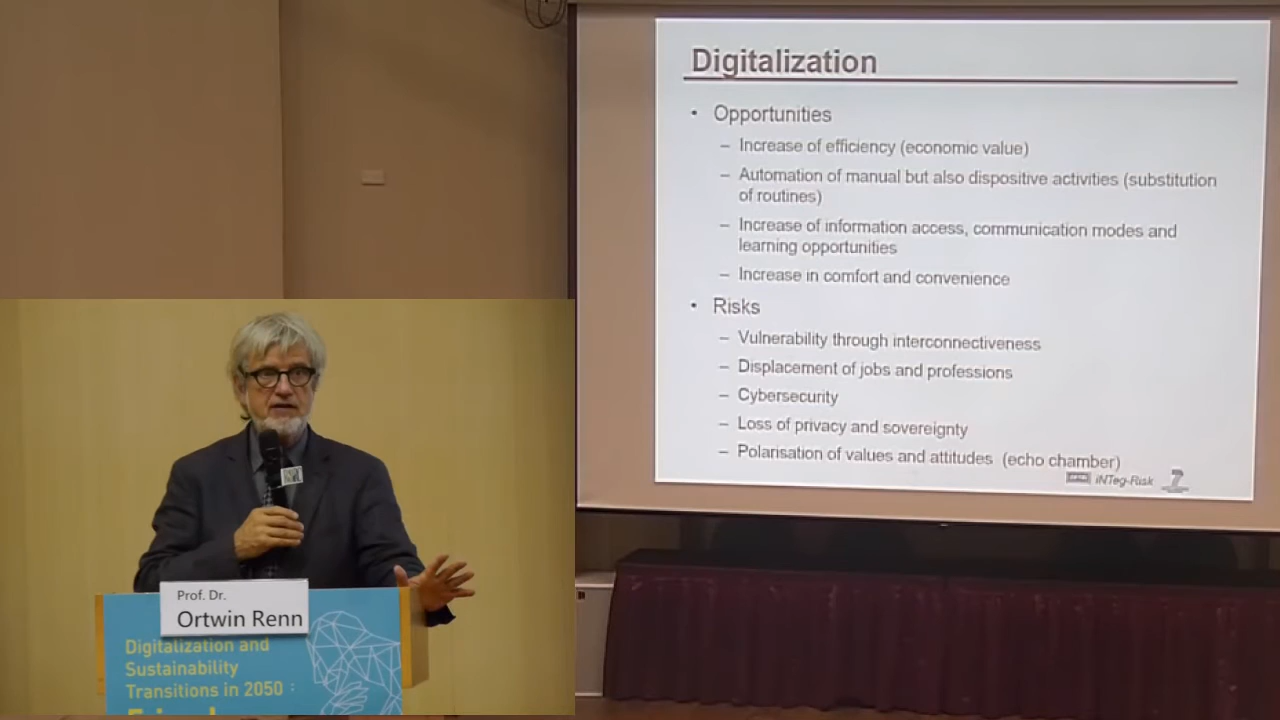 Digitalization
• Opportunities
– Increase of efficiency (economic value)
– Automation of manual but also dispositive activities (substitution
of routines)
– Increase of information access, communication modes and
learning opportunities
– Increase in comfort and convenience
• Risks
– Vulnerability through interconnectiveness
– Displacement of jobs and professions
– Cybersecurity
– Loss of privacy and sovereignty
– Polarisation of values and attitudes (echo chamber)
iNTeg-Risk
Prof. Dr.
Ortwin Renn
Digitalization and
Sustainability
Transitions in 2050 :